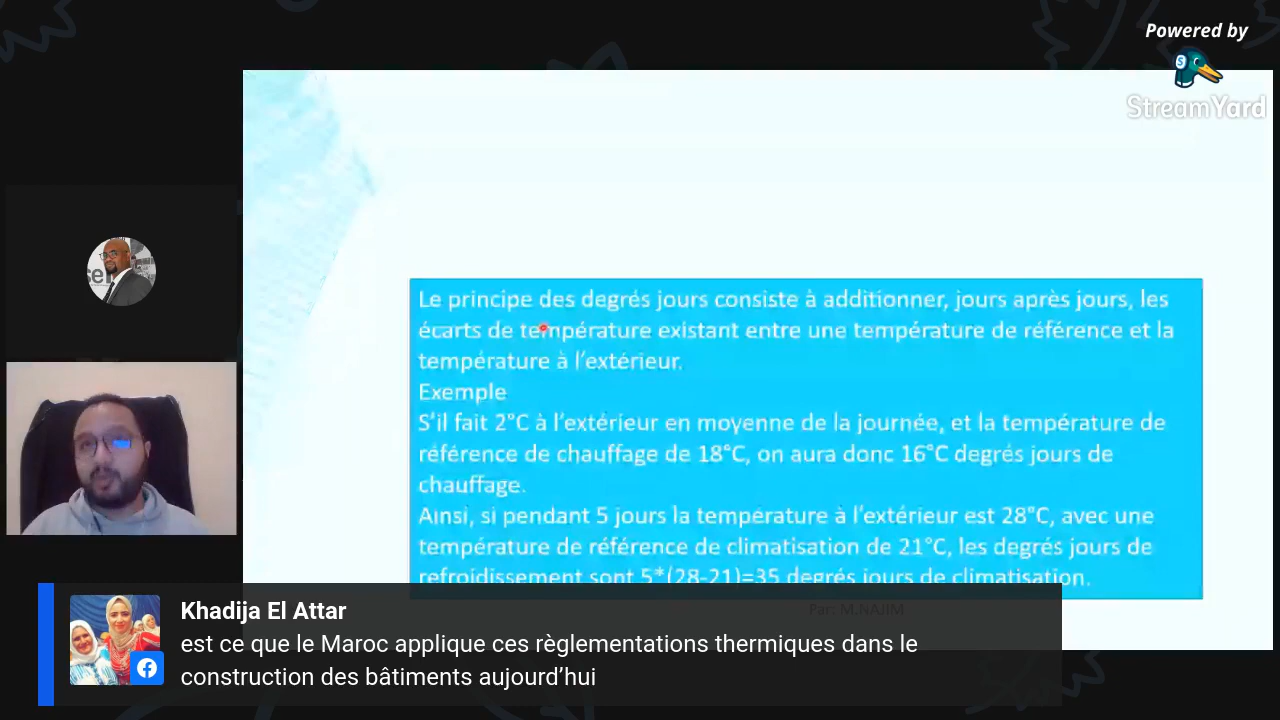 Powered by
StreamYard
Le principe des degrés jours consiste à additionner, jours après jours, les
écarts de température existant entre une température de référence et la
température à l'extérieur.
Exemple
S'il fait 2°C à l'extérieur en moyenne de la journée, et la température de
référence de chauffage de 18°C, on aura donc 16°C degrés jours de
chauffage.
Ainsi, si pendant 5 jours la température à l'extérieur est 28°C, avec une
température de référence de climatisation de 21°C, les degrés jours de
refroidissement sont 5*(28-21)=35 degrés jours de climatisation.
Par: M.NAJIM
Khadija El Attar
est ce que le Maroc applique ces règlementations thermiques dans le
construction des bâtiments aujourd'hui